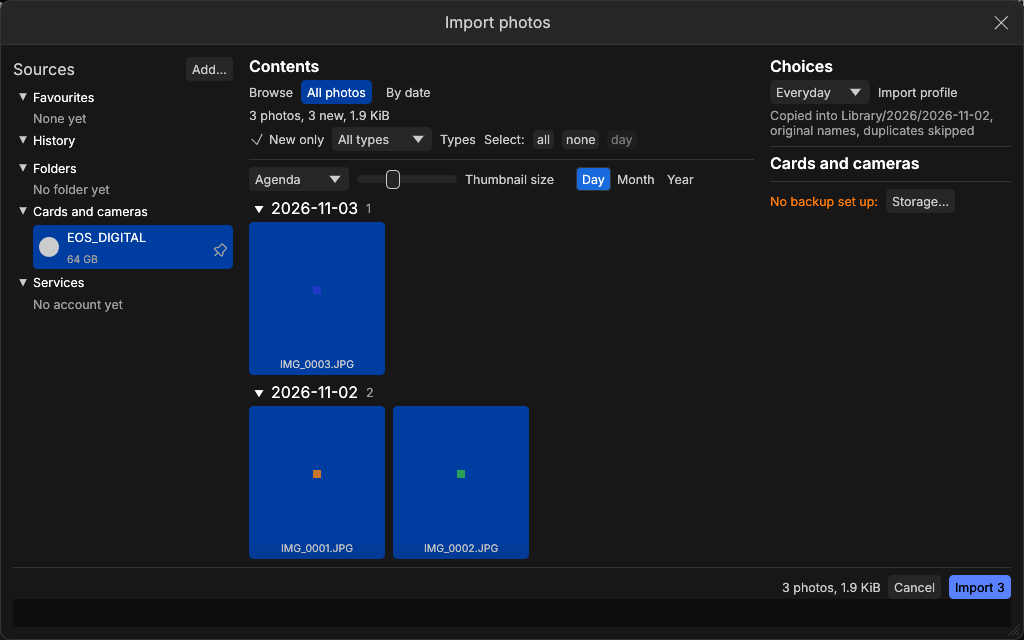 Import photos
Sources
Add...
Favourites
None yet
History
Folders
No folder yet
Cards and cameras
EOS_DIGITAL
64 GB
Services
No account yet
Contents
Browse All photos By date
3 photos, 3 new, 1.9 KiB
New only All types Types Select: all none day
Agenda Thumbnail size Day Month Year
2026-11-03 1
IMG_0003.JPG
2026-11-02 2
IMG_0001.JPG IMG_0002.JPG
Choices
Everyday Import profile
Copied into Library/2026/2026-11-02,
original names, duplicates skipped
Cards and cameras
No backup set up: Storage...
3 photos, 1.9 KiB Cancel Import 3